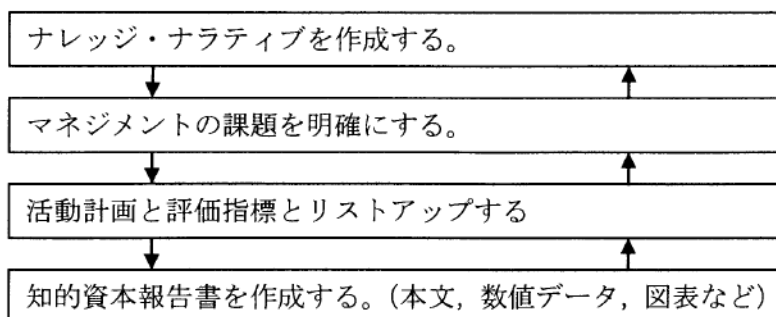 ナレッジ・ナラティブを作成する。
マネジメントの課題を明確にする。
活動計画と評価指標とリストアップする
知的資本報告書を作成する。(本文，数値データ，図表など)